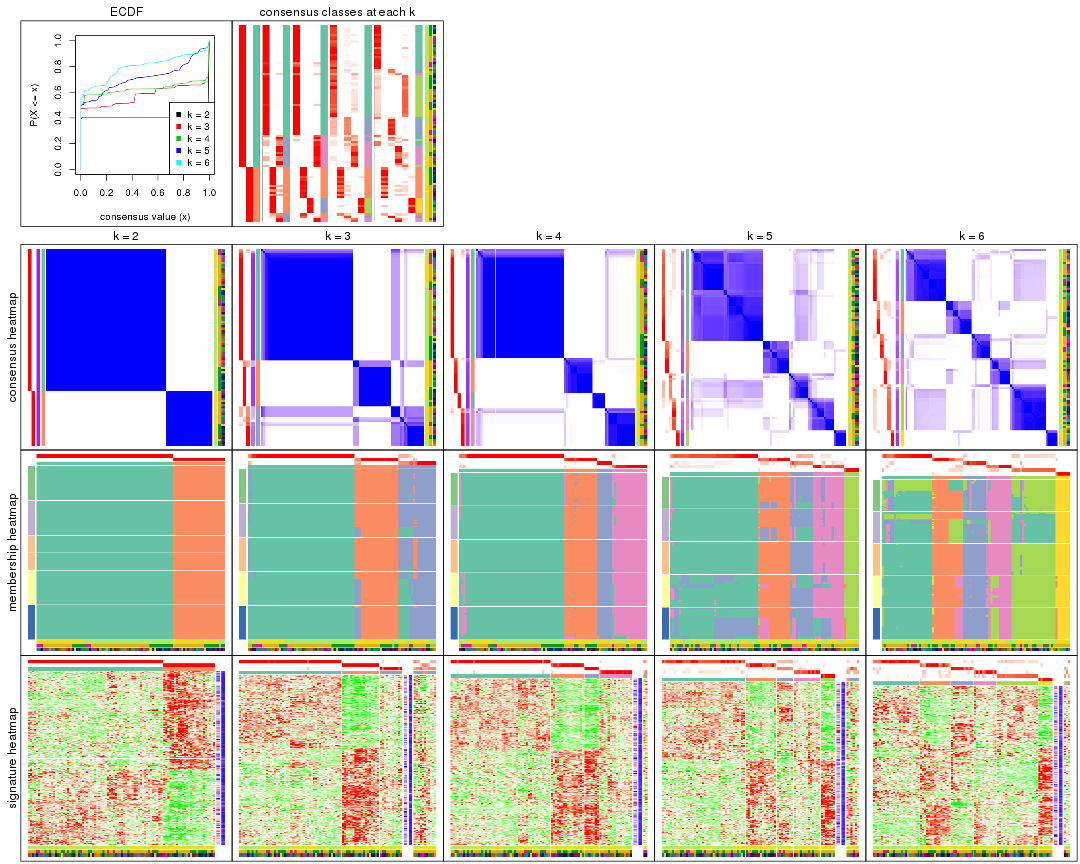 ECDF
consensus classes at each k
P(X <= x)
0.0
0.2
0.4
0.6
0.8
1.0
k = 2
k = 3
k = 4
k = 5
k = 6
0.0 0.2 0.4 0.6 0.8 1.0
consensus value (x)
k = 2
k = 3
k = 4
k = 5
k = 6
consensus heatmap
membership heatmap
signature heatmap